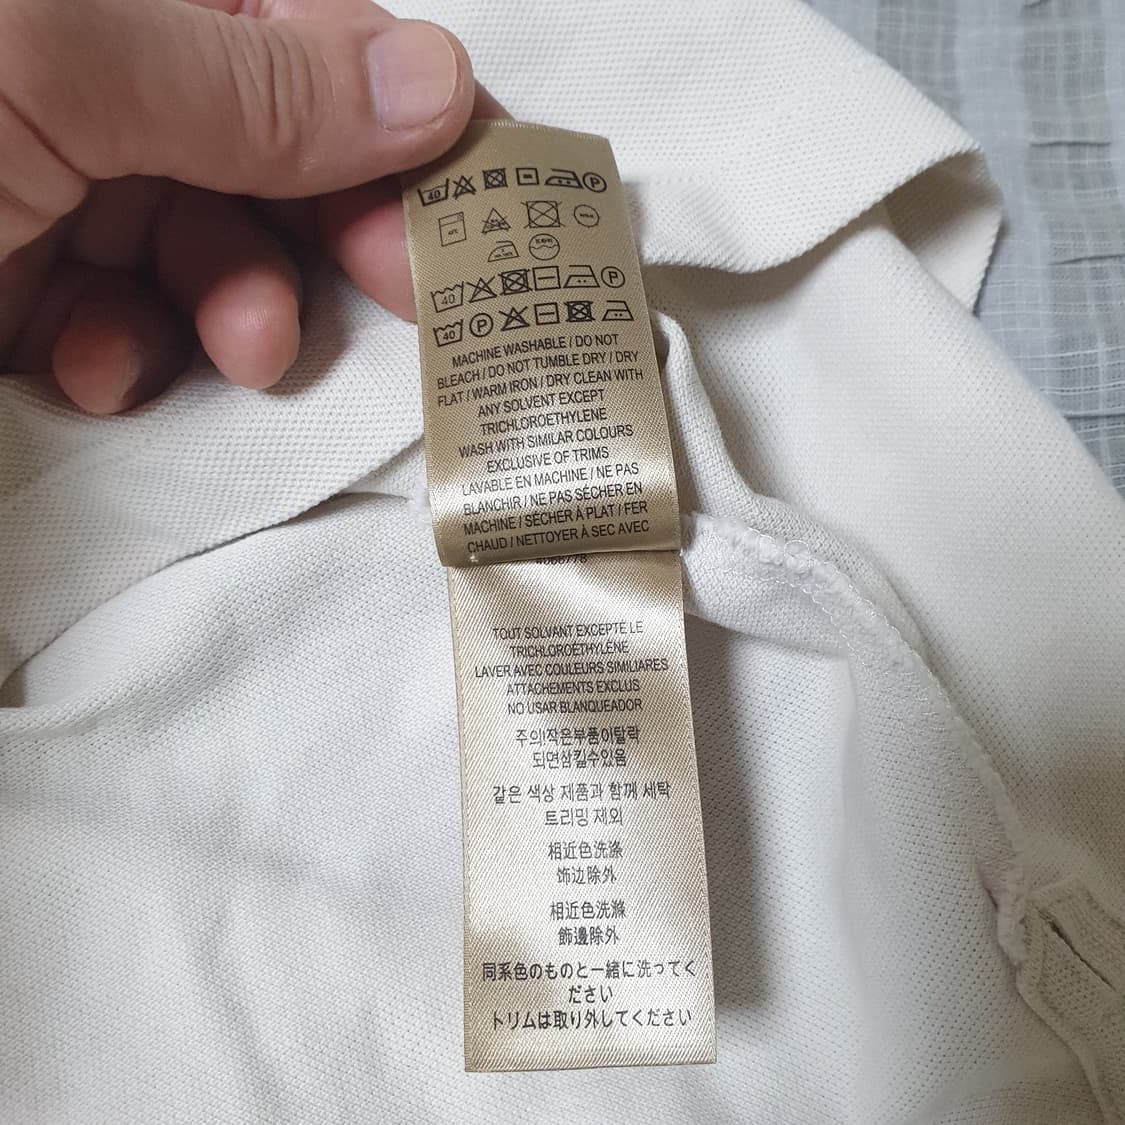 40 P
40 P
40 P
MACHINE WASHABLE / DO NOT
BLEACH / DO NOT TUMBLE DRY / DRY
FLAT / WARM IRON / DRY CLEAN WITH
ANY SOLVENT EXCEPT
TRICHLOROETHYLENE
WASH WITH SIMILAR COLOURS
EXCLUSIVE OF TRIMS
LAVABLE EN MACHINE / NE PAS
BLANCHIR / NE PAS SÉCHER EN
MACHINE / SÉCHER À PLAT / FER
CHAUD / NETTOYER À SEC AVEC
4068778
TOUT SOLVANT EXCEPTÉ LE
TRICHLOROÉTHYLÈNE
LAVER AVEC COULEURS SIMILIARES
ATTACHEMENTS EXCLUS
NO USAR BLANQUEADOR
주의!작은부품이탈락
되면삼킬수있음
같은 색상 제품과 함께 세탁
트리밍 제외
相近色洗涤
饰边除外
相近色洗滌
飾邊除外
同系色のものと一緒に洗ってく
ださい
トリムは取り外してください